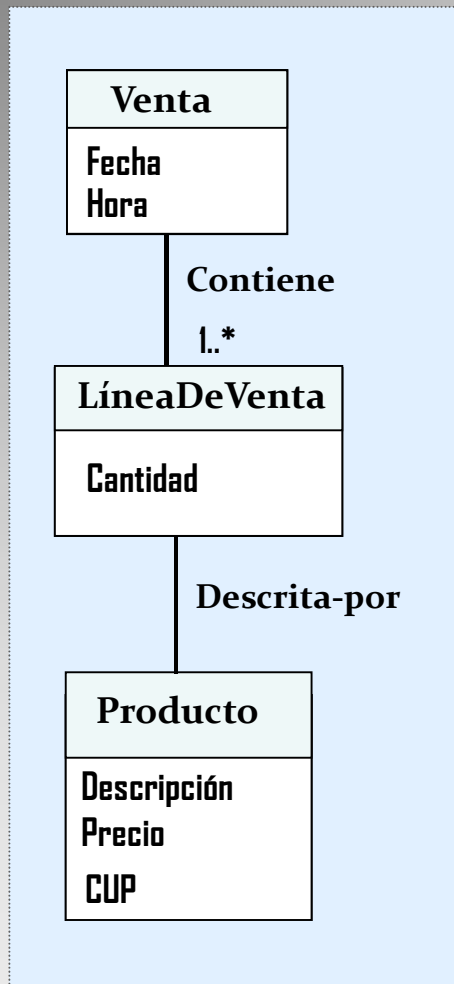 Venta
Fecha
Hora
Contiene
1..*
LíneaDeVenta
Cantidad
Descrita-por
Producto
Descripción
Precio
CUP